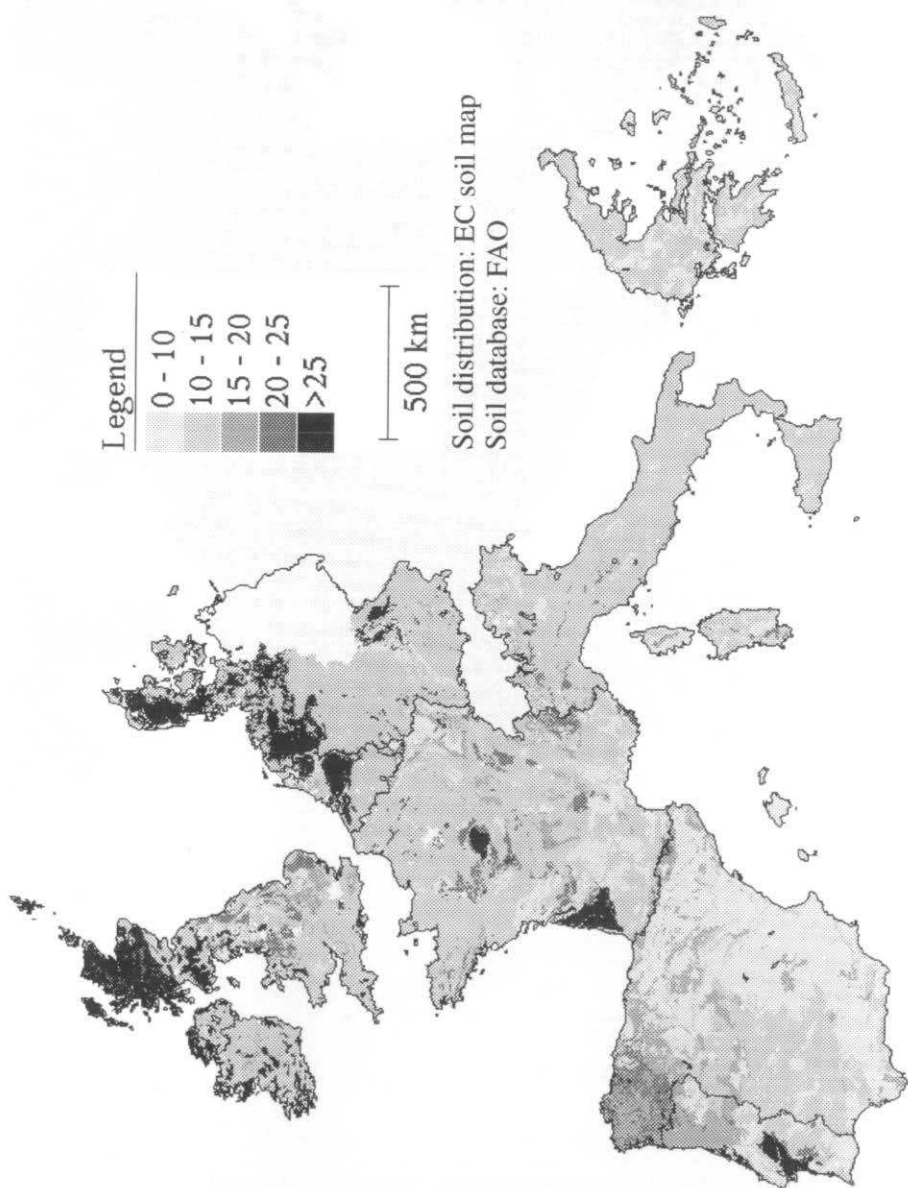 Legend
0 - 10
10 - 15
15 - 20
20 - 25
>25
500 km
Soil distribution: EC soil map
Soil database: FAO